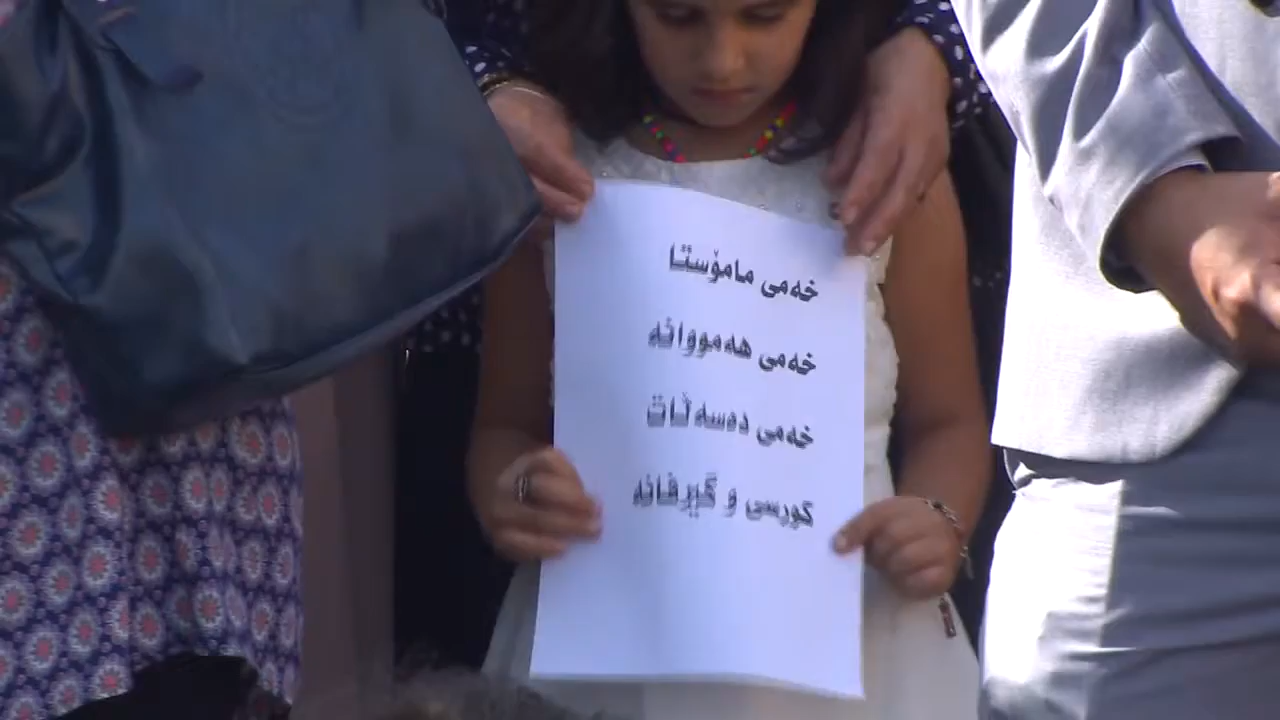 خەمی مامۆستا
خەمی هەمووانە
خەمی دەسەڵات
کورسی و گیرفانە